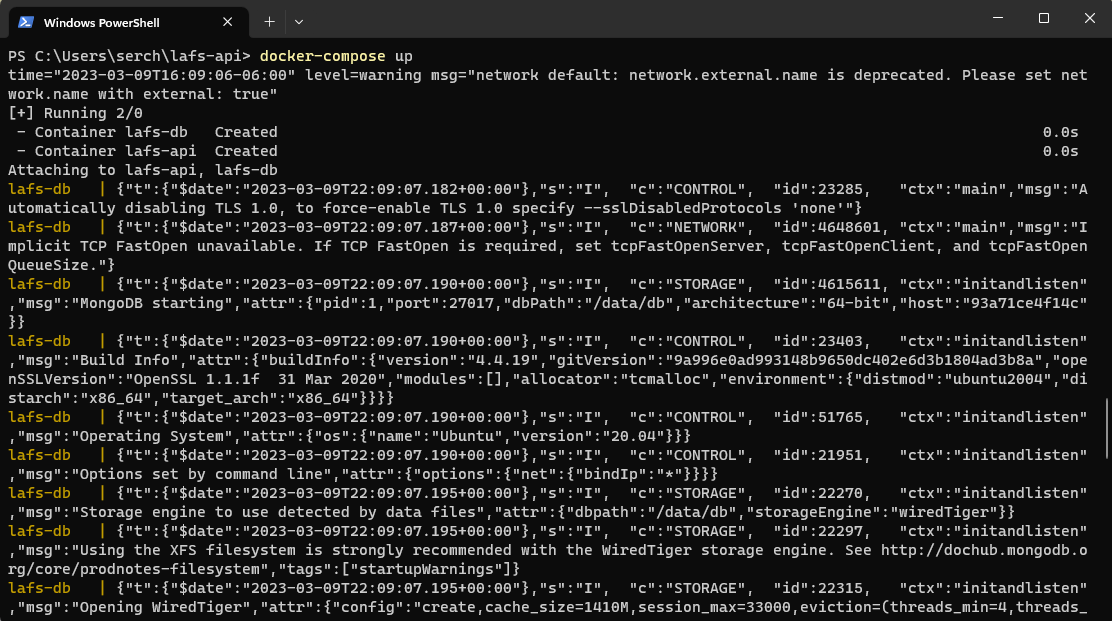 Windows PowerShell
PS C:\Users\serch\lafs-api> docker-compose up
time="2023-03-09T16:09:06-06:00" level=warning msg="network default: network.external.name is deprecated. Please set net
work.name with external: true"
[+] Running 2/0
 - Container lafs-db   Created                                                                                     0.0s
 - Container lafs-api  Created                                                                                     0.0s
Attaching to lafs-api, lafs-db
lafs-db   | {"t":{"$date":"2023-03-09T22:09:07.182+00:00"},"s":"I",  "c":"CONTROL",  "id":23285,   "ctx":"main","msg":"A
utomatically disabling TLS 1.0, to force-enable TLS 1.0 specify --sslDisabledProtocols 'none'"}
lafs-db   | {"t":{"$date":"2023-03-09T22:09:07.187+00:00"},"s":"I",  "c":"NETWORK",  "id":4648601, "ctx":"main","msg":"I
mplicit TCP FastOpen unavailable. If TCP FastOpen is required, set tcpFastOpenServer, tcpFastOpenClient, and tcpFastOpen
QueueSize."}
lafs-db   | {"t":{"$date":"2023-03-09T22:09:07.190+00:00"},"s":"I",  "c":"STORAGE",  "id":4615611, "ctx":"initandlisten"
,"msg":"MongoDB starting","attr":{"pid":1,"port":27017,"dbPath":"/data/db","architecture":"64-bit","host":"93a71ce4f14c"
}}
lafs-db   | {"t":{"$date":"2023-03-09T22:09:07.190+00:00"},"s":"I",  "c":"CONTROL",  "id":23403,   "ctx":"initandlisten"
,"msg":"Build Info","attr":{"buildInfo":{"version":"4.4.19","gitVersion":"9a996e0ad993148b9650dc402e6d3b1804ad3b8a","ope
nSSLVersion":"OpenSSL 1.1.1f  31 Mar 2020","modules":[],"allocator":"tcmalloc","environment":{"distmod":"ubuntu2004","di
starch":"x86_64","target_arch":"x86_64"}}}}
lafs-db   | {"t":{"$date":"2023-03-09T22:09:07.190+00:00"},"s":"I",  "c":"CONTROL",  "id":51765,   "ctx":"initandlisten"
,"msg":"Operating System","attr":{"os":{"name":"Ubuntu","version":"20.04"}}}
lafs-db   | {"t":{"$date":"2023-03-09T22:09:07.190+00:00"},"s":"I",  "c":"CONTROL",  "id":21951,   "ctx":"initandlisten"
,"msg":"Options set by command line","attr":{"options":{"net":{"bindIp":"*"}}}}
lafs-db   | {"t":{"$date":"2023-03-09T22:09:07.195+00:00"},"s":"I",  "c":"STORAGE",  "id":22270,   "ctx":"initandlisten"
,"msg":"Storage engine to use detected by data files","attr":{"dbpath":"/data/db","storageEngine":"wiredTiger"}}
lafs-db   | {"t":{"$date":"2023-03-09T22:09:07.195+00:00"},"s":"I",  "c":"STORAGE",  "id":22297,   "ctx":"initandlisten"
,"msg":"Using the XFS filesystem is strongly recommended with the WiredTiger storage engine. See http://dochub.mongodb.o
rg/core/prodnotes-filesystem","tags":["startupWarnings"]}
lafs-db   | {"t":{"$date":"2023-03-09T22:09:07.195+00:00"},"s":"I",  "c":"STORAGE",  "id":22315,   "ctx":"initandlisten"
,"msg":"Opening WiredTiger","attr":{"config":"create,cache_size=1410M,session_max=33000,eviction=(threads_min=4,threads_